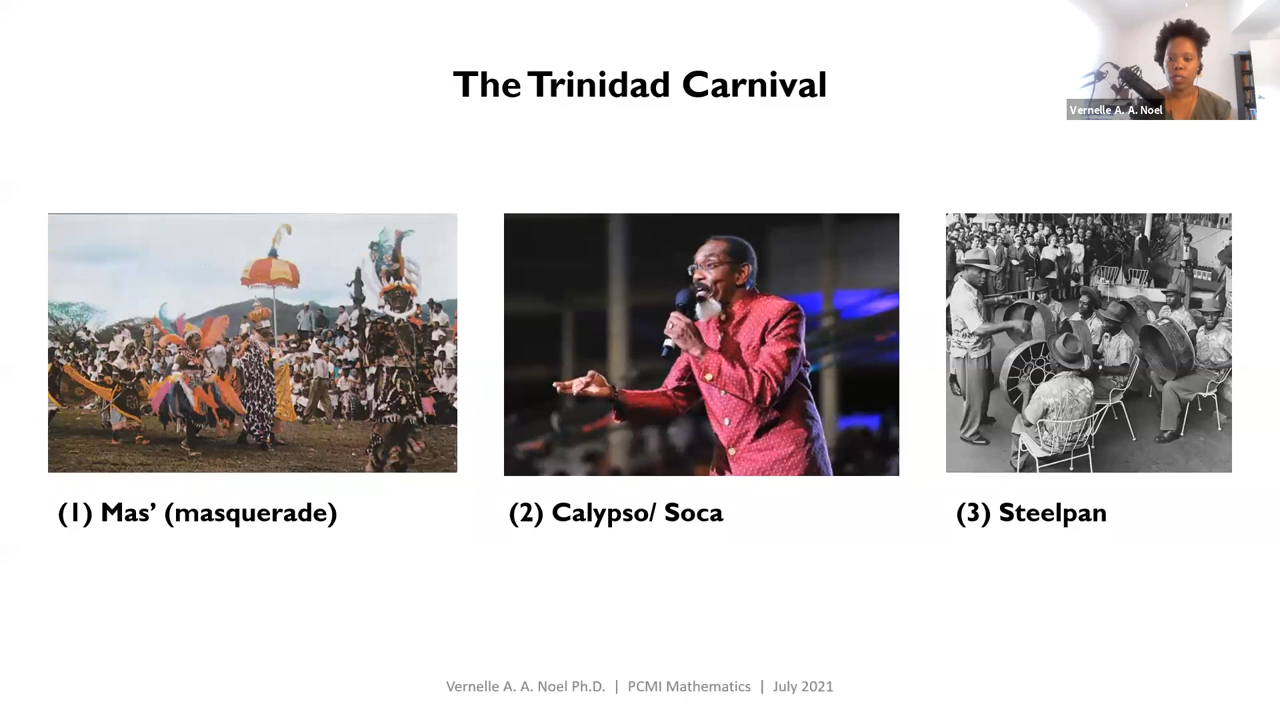 The Trinidad Carnival
Vernelle A. A. Noel
(1) Mas’ (masquerade)
(2) Calypso/ Soca
(3) Steelpan
Vernelle A. A. Noel Ph.D. | PCMI Mathematics | July 2021